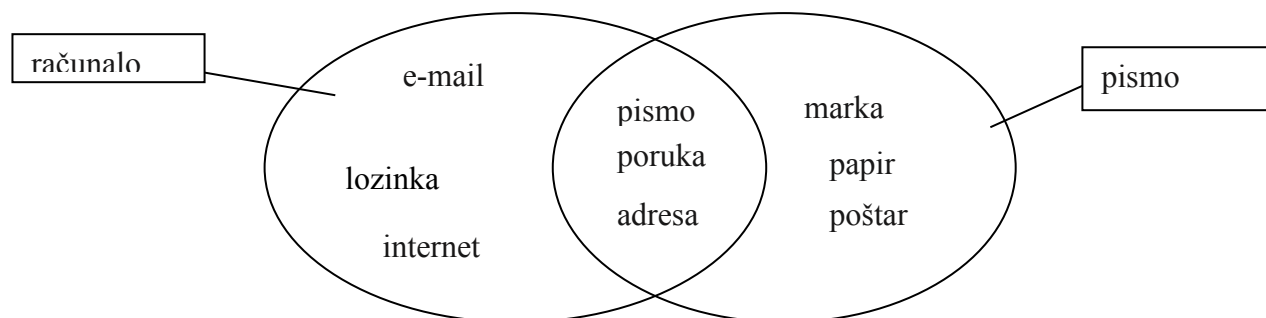 računalo
e-mail
lozinka
internet
pismo
poruka
adresa
marka
papir
poštar
pismo